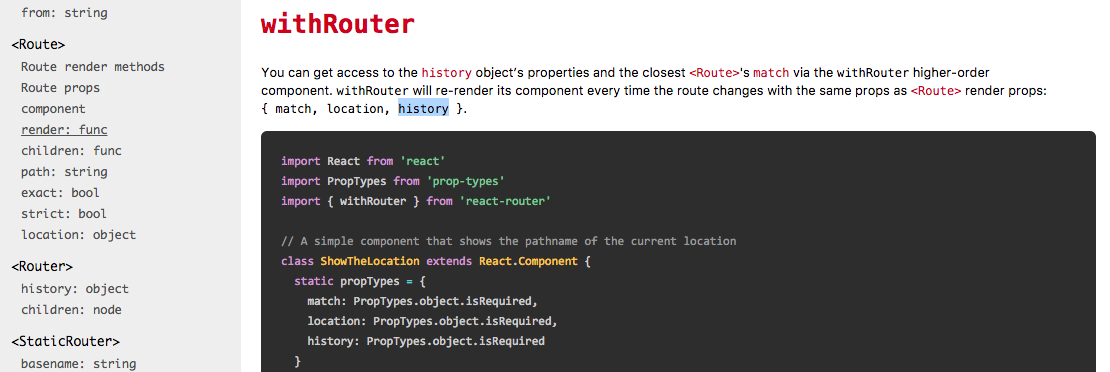 from: string
<Route>
Route render methods
Route props
component
render: func
children: func
path: string
exact: bool
strict: bool
location: object
<Router>
history: object
children: node
<StaticRouter>
basename: string
withRouter
You can get access to the history object’s properties and the closest <Route>'s match via the withRouter higher-order
component. withRouter will re-render its component every time the route changes with the same props as <Route> render props:
{ match, location, history }.
import React from 'react'
import PropTypes from 'prop-types'
import { withRouter } from 'react-router'
// A simple component that shows the pathname of the current location
class ShowTheLocation extends React.Component {
static propTypes = {
match: PropTypes.object.isRequired,
location: PropTypes.object.isRequired,
history: PropTypes.object.isRequired
}